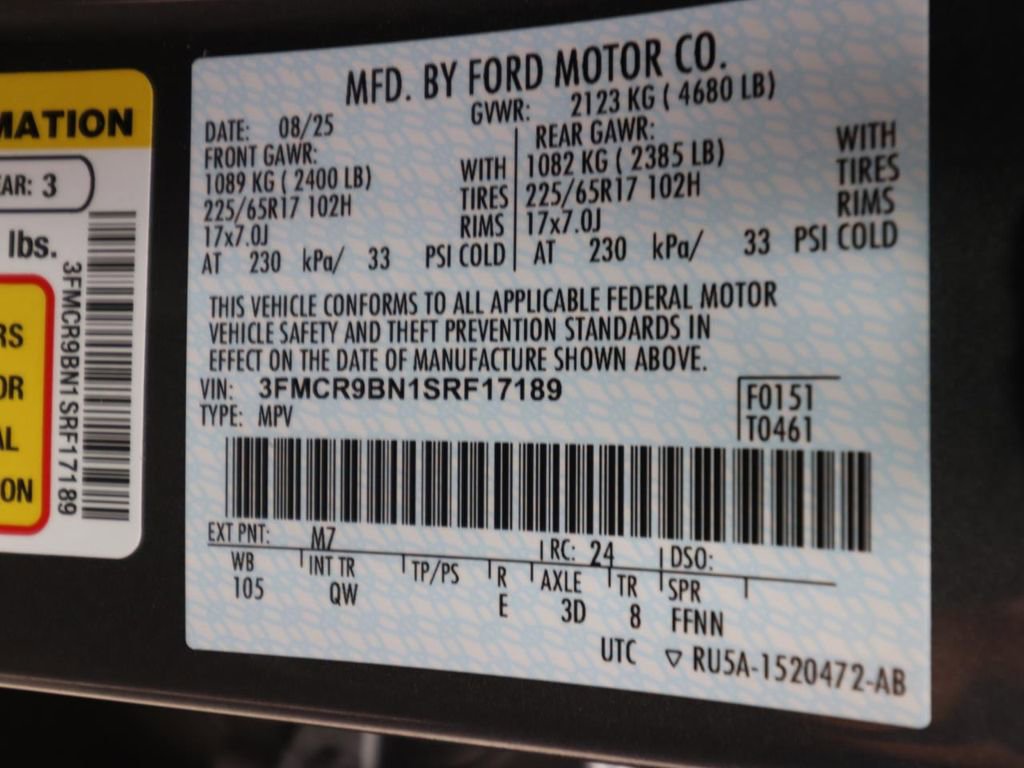 MATION
EAR: 3
lbs.
3FMCR9BN1SRF17189
RS
OR
AL
ON
MFD. BY FORD MOTOR CO.
DATE: 08/25 GVWR: 2123 KG ( 4680 LB)
FRONT GAWR: REAR GAWR:
1089 KG ( 2400 LB) WITH 1082 KG ( 2385 LB) WITH
225/65R17 102H TIRES 225/65R17 102H TIRES
17x7.0J RIMS 17x7.0J RIMS
AT 230 kPa/ 33 PSI COLD AT 230 kPa/ 33 PSI COLD
THIS VEHICLE CONFORMS TO ALL APPLICABLE FEDERAL MOTOR
VEHICLE SAFETY AND THEFT PREVENTION STANDARDS IN
EFFECT ON THE DATE OF MANUFACTURE SHOWN ABOVE.
VIN: 3FMCR9BN1SRF17189 F0151
TYPE: MPV T0461
EXT PNT: M7 RC: 24 DSO:
WB INT TR TP/PS R AXLE TR SPR
105 QW E 3D 8 FFNN
UTC ▽ RU5A-1520472-AB